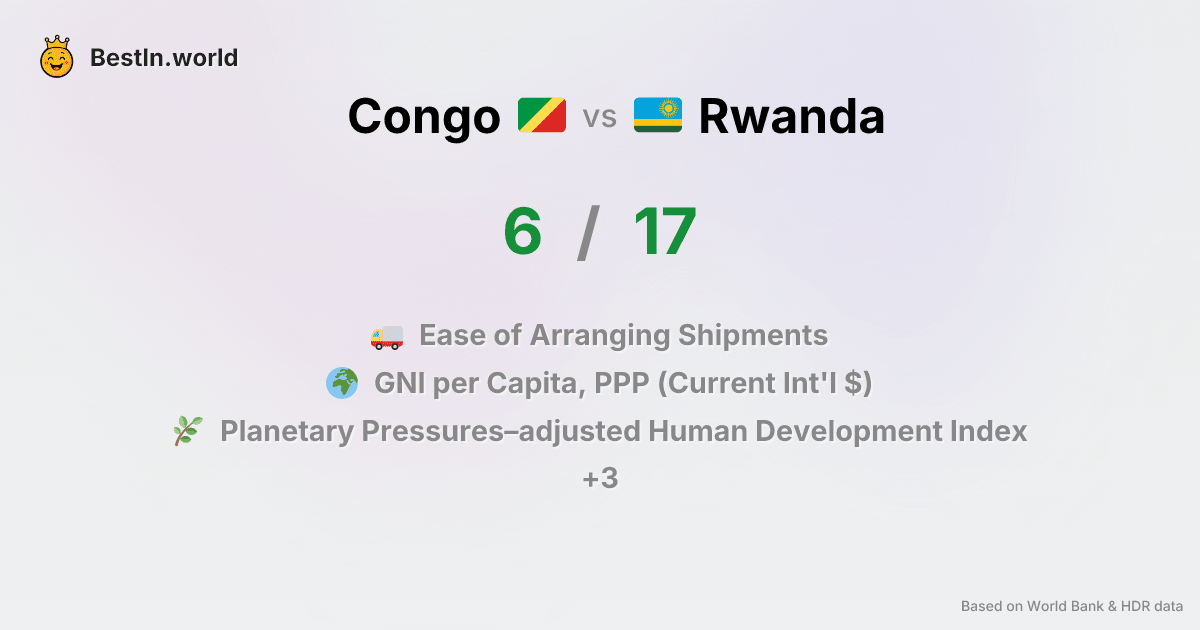 BestIn.world
Congo vs Rwanda
6 / 17
Ease of Arranging Shipments
GNI per Capita, PPP (Current Int'l $)
Planetary Pressures–adjusted Human Development Index
+3
Based on World Bank & HDR data